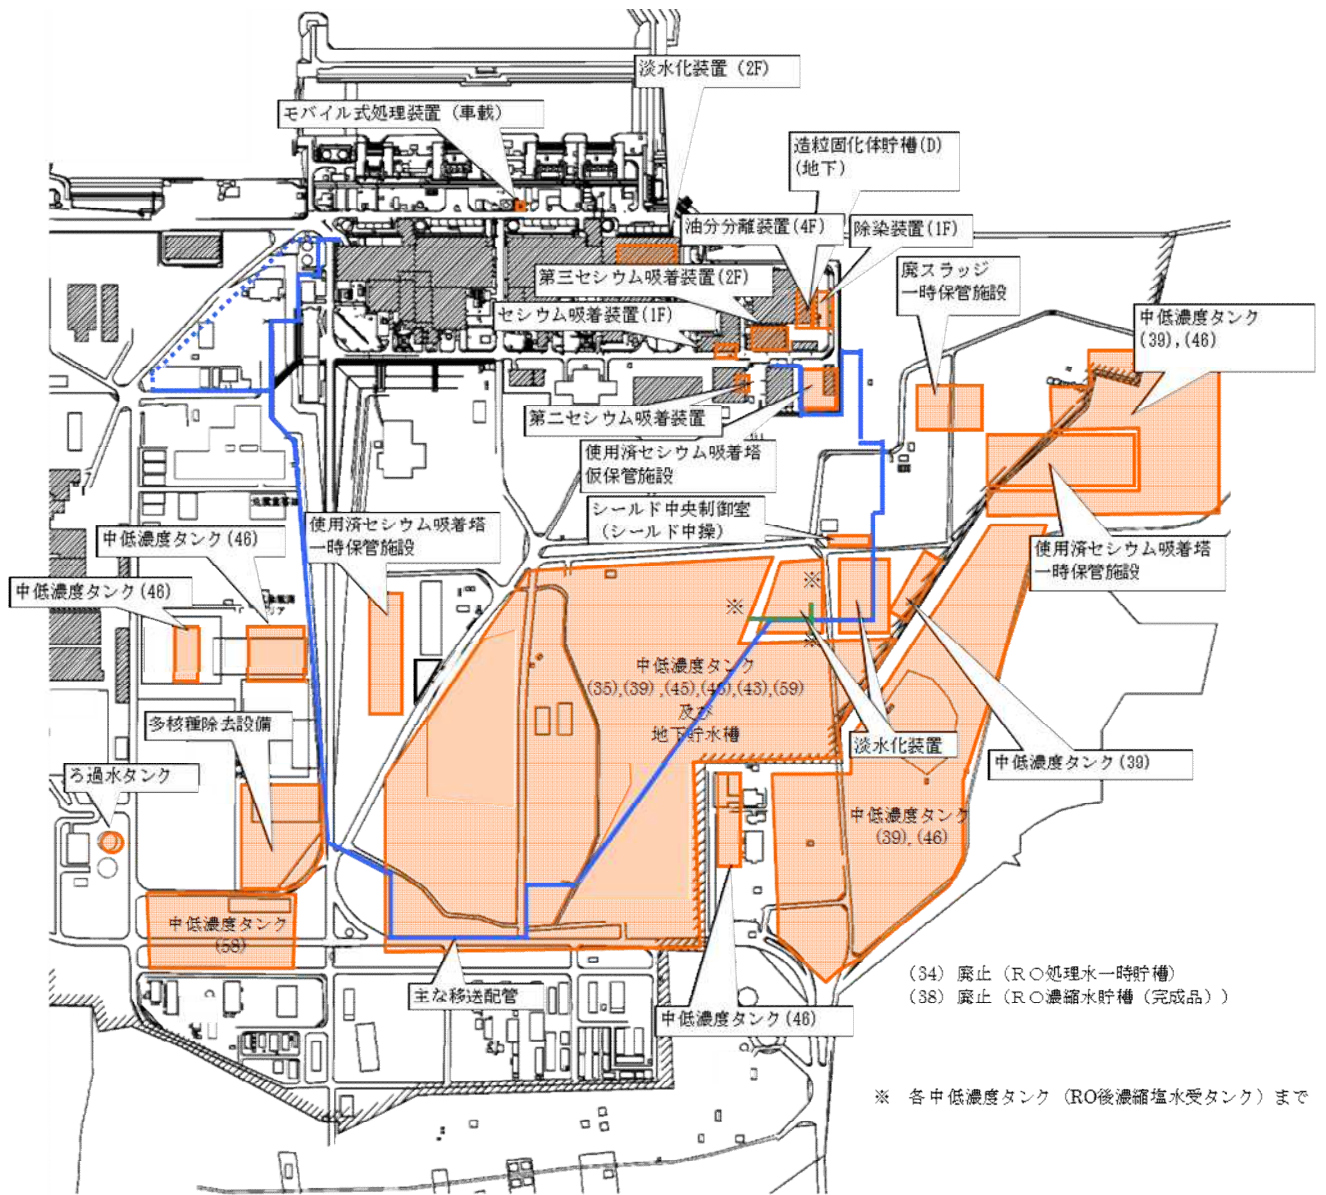 淡水化装置 (2F)
モバイル式処理装置 (車載)
造粒固化体貯槽(D)
(地下)
油分分離装置(4F)
除染装置(1F)
第三セシウム吸着装置(2F)
廃スラッジ
一時保管施設
セシウム吸着装置(1F)
中低濃度タンク
(39),(46)
第二セシウム吸着装置
使用済セシウム吸着塔
仮保管施設
シールド中央制御室
(シールド中操)
使用済セシウム吸着塔
一時保管施設
中低濃度タンク(46)
使用済セシウム吸着塔
一時保管施設
中低濃度タンク(46)
※
※
※
中低濃度タンク
(35),(39),(45),(46),(43),(59)
及び
地下貯水槽
多核種除去設備
淡水化装置
中低濃度タンク(39)
ろ過水タンク
中低濃度タンク
(39),(46)
中低濃度タンク
(58)
主な移送配管
中低濃度タンク(46)
(34) 廃止 (RO処理水一時貯槽)
(38) 廃止 (RO濃縮水貯槽 (完成品))
※ 各中低濃度タンク (RO後濃縮塩水受タンク) まで